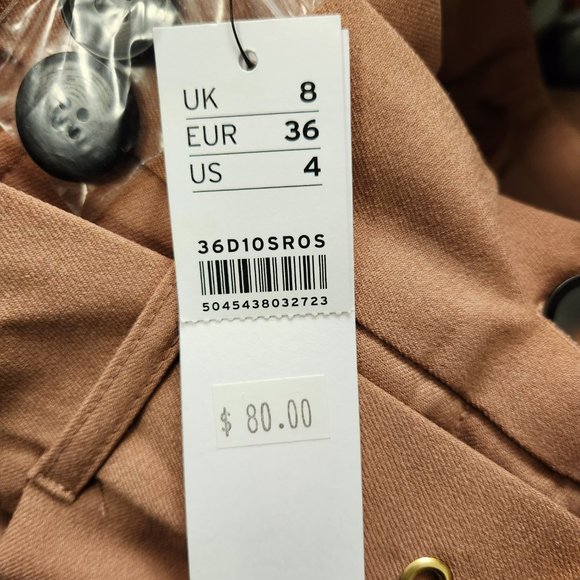 UK 8
EUR 36
US 4
36D10SROS
5045438032723
$ 80.00